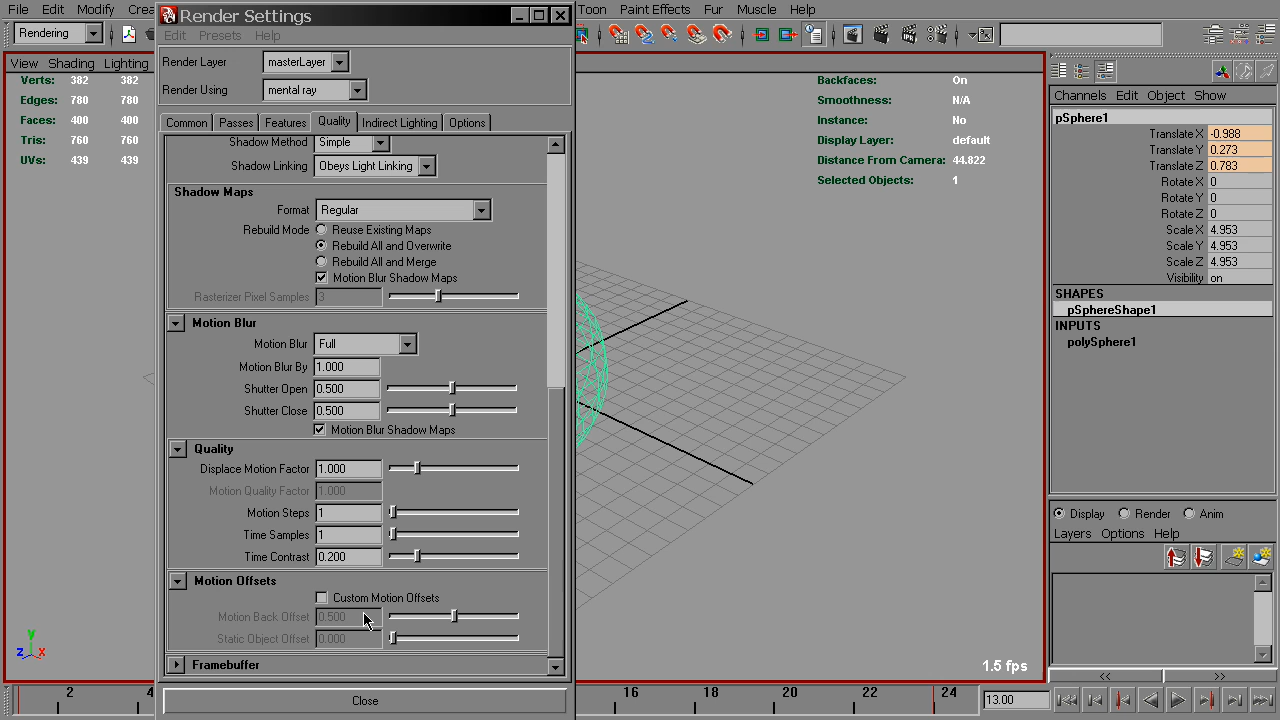 File Edit Modify Crea
Toon Paint Effects Fur Muscle Help
Rendering
View Shading Lighting
Verts: 382 382
Edges: 780 780
Faces: 400 400
Tris: 760 760
UVs: 439 439
Render Settings
Edit Presets Help
Render Layer masterLayer
Render Using mental ray
Common Passes Features Quality Indirect Lighting Options
Shadow Method Simple
Shadow Linking Obeys Light Linking
Shadow Maps
Format Regular
Rebuild Mode Reuse Existing Maps
Rebuild All and Overwrite
Rebuild All and Merge
Motion Blur Shadow Maps
Rasterizer Pixel Samples 3
Motion Blur
Motion Blur Full
Motion Blur By 1.000
Shutter Open 0.500
Shutter Close 0.500
Motion Blur Shadow Maps
Quality
Displace Motion Factor 1.000
Motion Quality Factor 1.000
Motion Steps 1
Time Samples 1
Time Contrast 0.200
Motion Offsets
Custom Motion Offsets
Motion Back Offset 0.500
Static Object Offset 0.000
Framebuffer
Close
Backfaces: On
Smoothness: N/A
Instance: No
Display Layer: default
Distance From Camera: 44.822
Selected Objects: 1
y
z x
1.5 fps
Channels Edit Object Show
pSphere1
Translate X -0.988
Translate Y 0.273
Translate Z 0.783
Rotate X 0
Rotate Y 0
Rotate Z 0
Scale X 4.953
Scale Y 4.953
Scale Z 4.953
Visibility on
SHAPES
pSphereShape1
INPUTS
polySphere1
Display Render Anim
Layers Options Help
<< >>
2 4 16 18 20 22 24
13.00